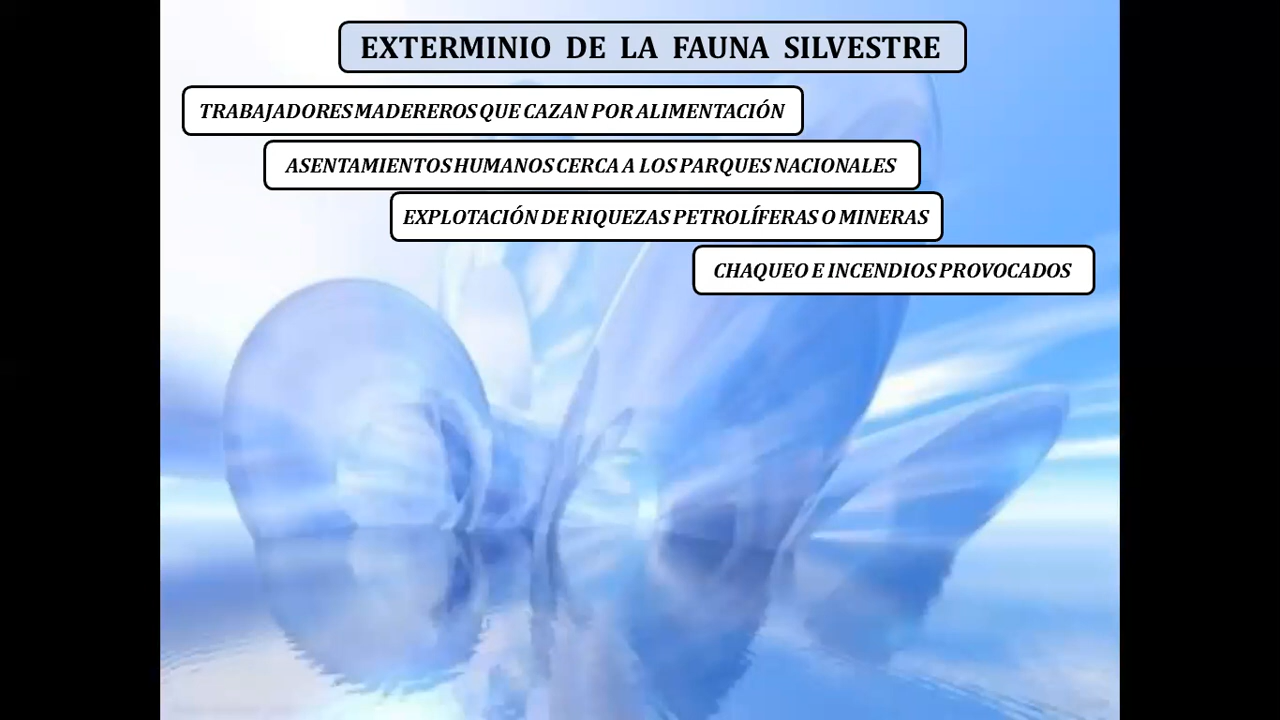 EXTERMINIO DE LA FAUNA SILVESTRE
TRABAJADORES MADEREROS QUE CAZAN POR ALIMENTACIÓN
ASENTAMIENTOS HUMANOS CERCA A LOS PARQUES NACIONALES
EXPLOTACIÓN DE RIQUEZAS PETROLÍFERAS O MINERAS
CHAQUEO E INCENDIOS PROVOCADOS